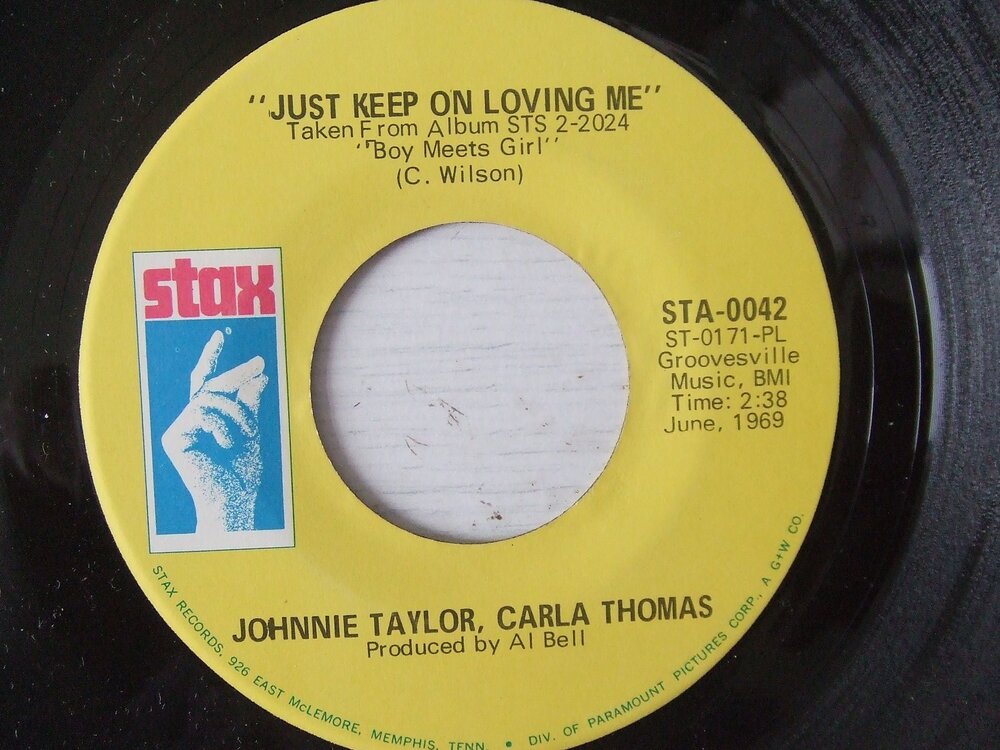 "JUST KEEP ON LOVING ME"
Taken From Album STS 2-2024
"Boy Meets Girl"
(C. Wilson)
stax
STA-0042
ST-0171-PL
Groovesville
Music, BMI
Time: 2:38
June, 1969
JOHNNIE TAYLOR, CARLA THOMAS
Produced by Al Bell
STAX RECORDS, 926 EAST McLEMORE, MEMPHIS, TENN. • DIV. OF PARAMOUNT PICTURES CORP., A G+W CO.